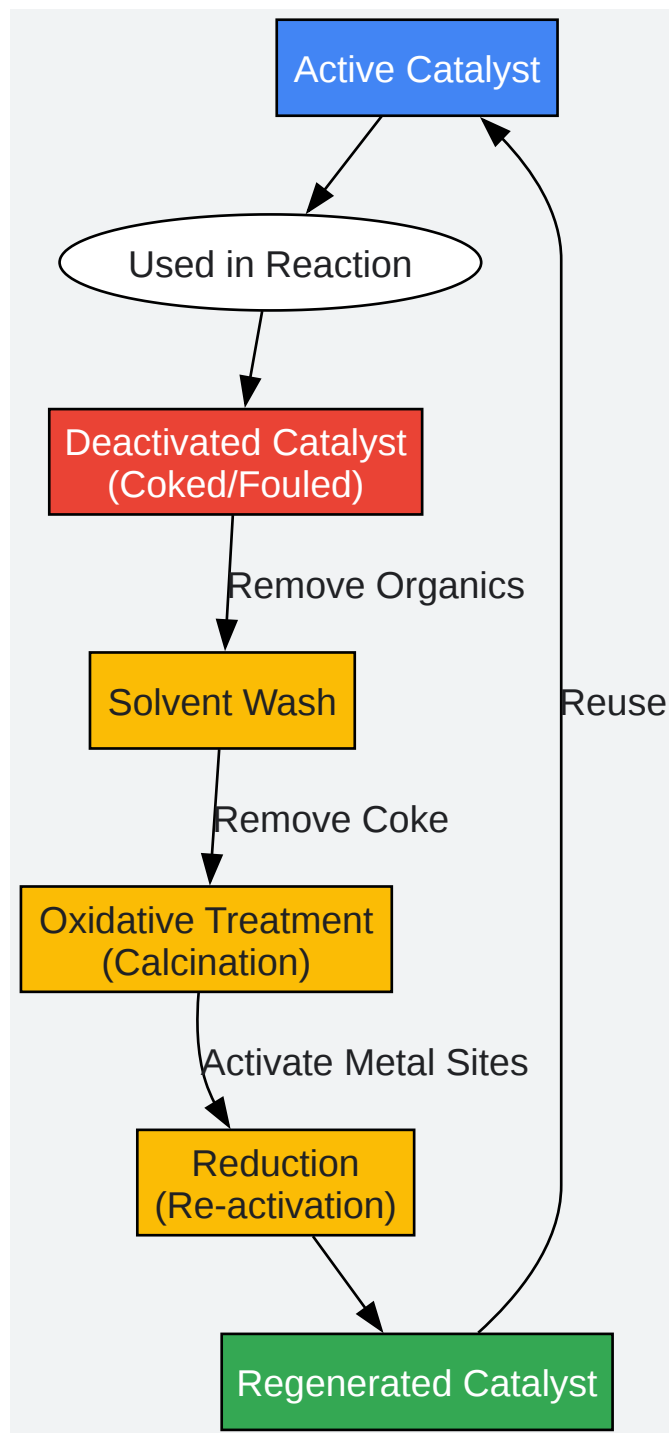 Active Catalyst
Used in Reaction
Deactivated Catalyst
(Coked/Fouled)
Remove Organics
Solvent Wash
Reuse
Remove Coke
Oxidative Treatment
(Calcination)
Activate Metal Sites
Reduction
(Re-activation)
Regenerated Catalyst